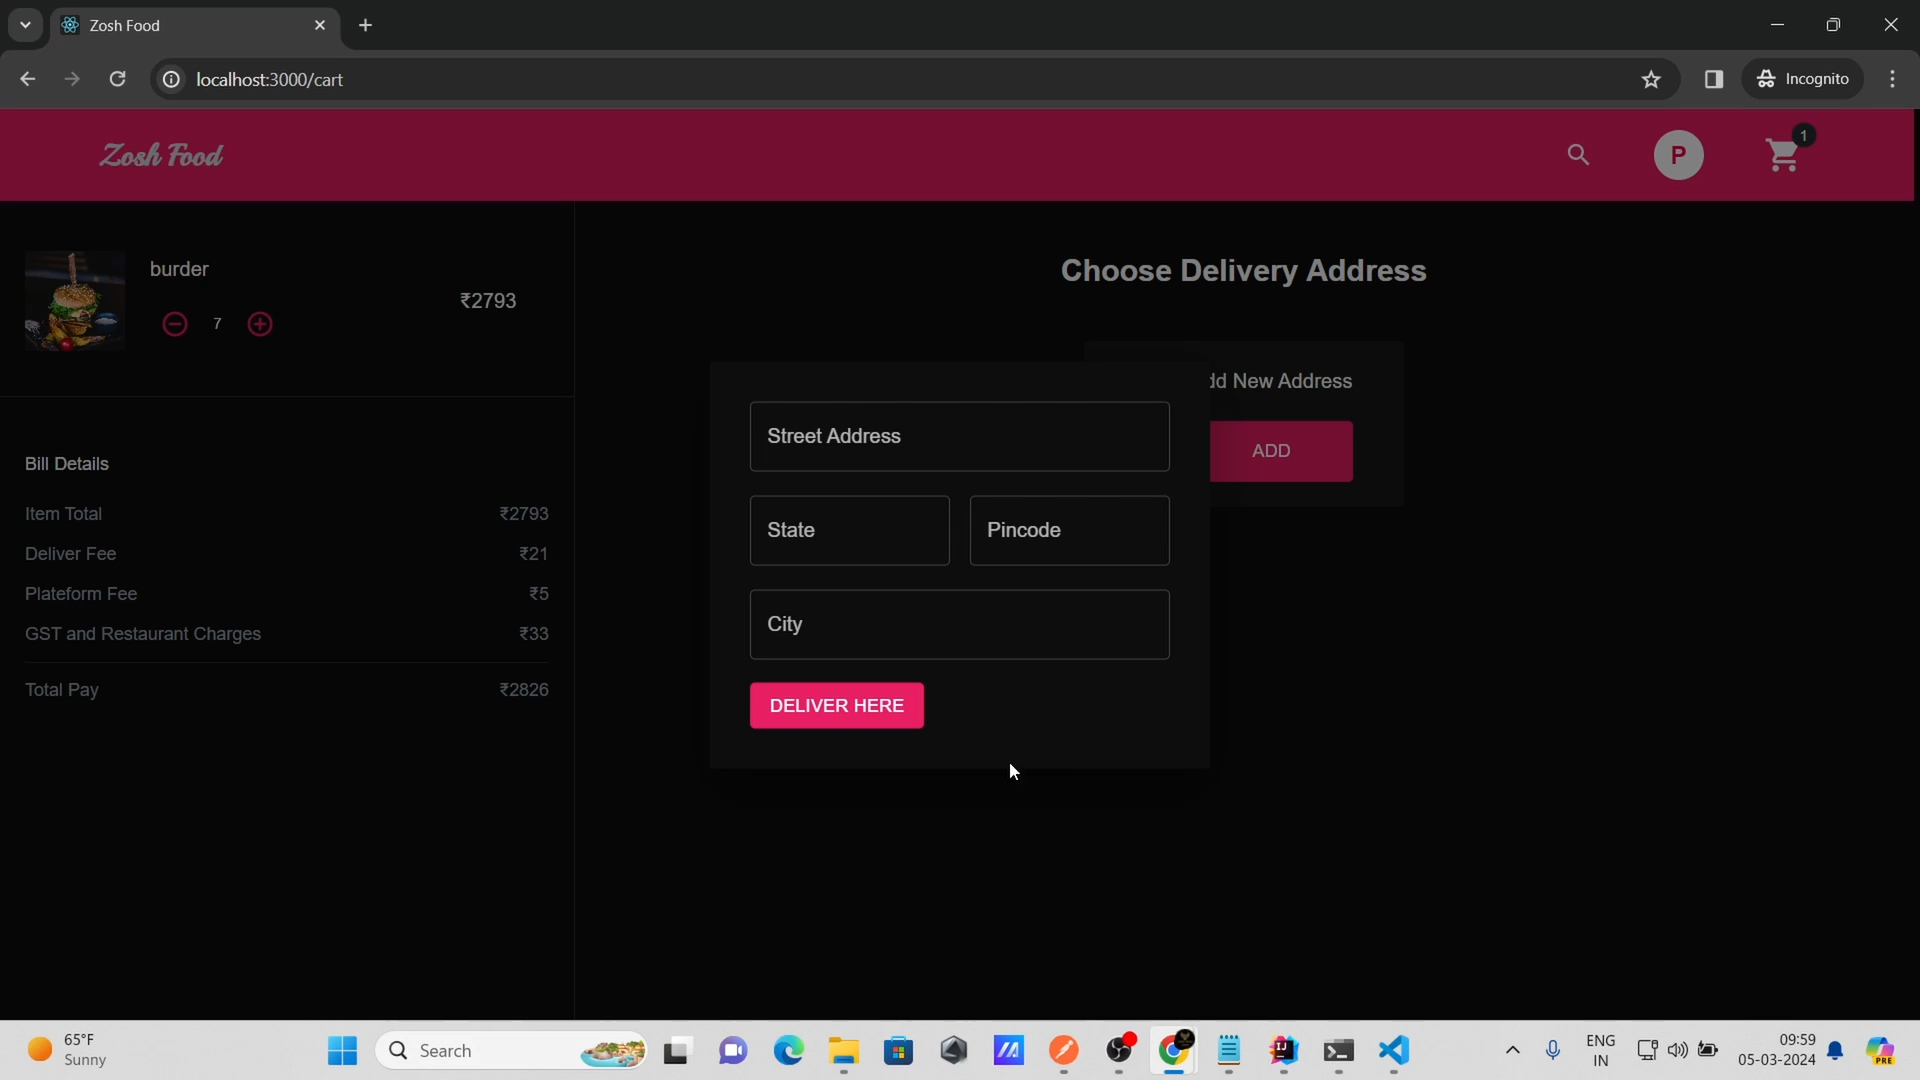 Zosh Food
localhost:3000/cart
Incognito
Zosh Food
P
1
burder
7
₹2793
Choose Delivery Address
dd New Address
ADD
Street Address
State
Pincode
City
DELIVER HERE
Bill Details
Item Total ₹2793
Deliver Fee ₹21
Plateform Fee ₹5
GST and Restaurant Charges ₹33
Total Pay ₹2826
65°F
Sunny
Search
ENG
IN
09:59
05-03-2024
PRE